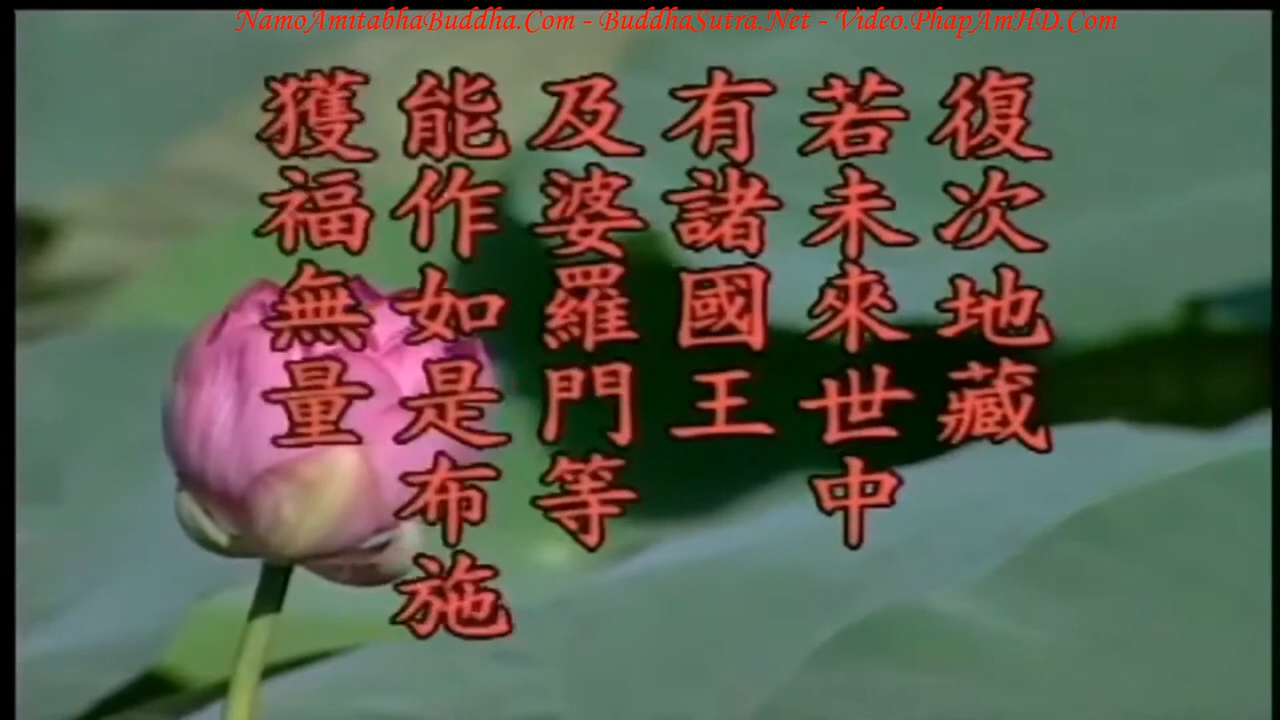 NamoAmitabhaBuddha.Com - BuddhaSutra.Net - Video.PhapAmHD.Com
復次地藏
若未來世中
有諸國王
及婆羅門等
能作如是布施
獲福無量